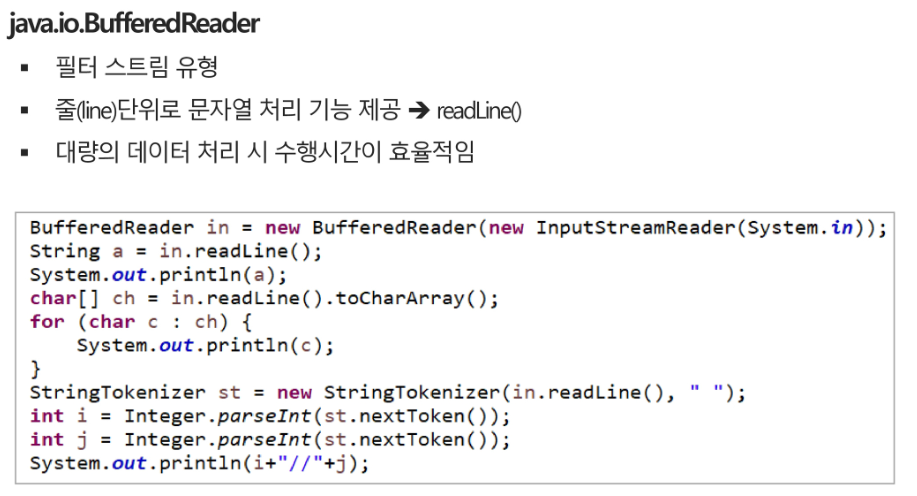 java.io.BufferedReader
▪ 필터 스트림 유형
▪ 줄(line)단위로 문자열 처리 기능 제공 ➔ readLine()
▪ 대량의 데이터 처리 시 수행시간이 효율적임
BufferedReader in = new BufferedReader(new InputStreamReader(System.in));
String a = in.readLine();
System.out.println(a);
char[] ch = in.readLine().toCharArray();
for (char c : ch) {
    System.out.println(c);
}
StringTokenizer st = new StringTokenizer(in.readLine(), " ");
int i = Integer.parseInt(st.nextToken());
int j = Integer.parseInt(st.nextToken());
System.out.println(i+"//"+j);